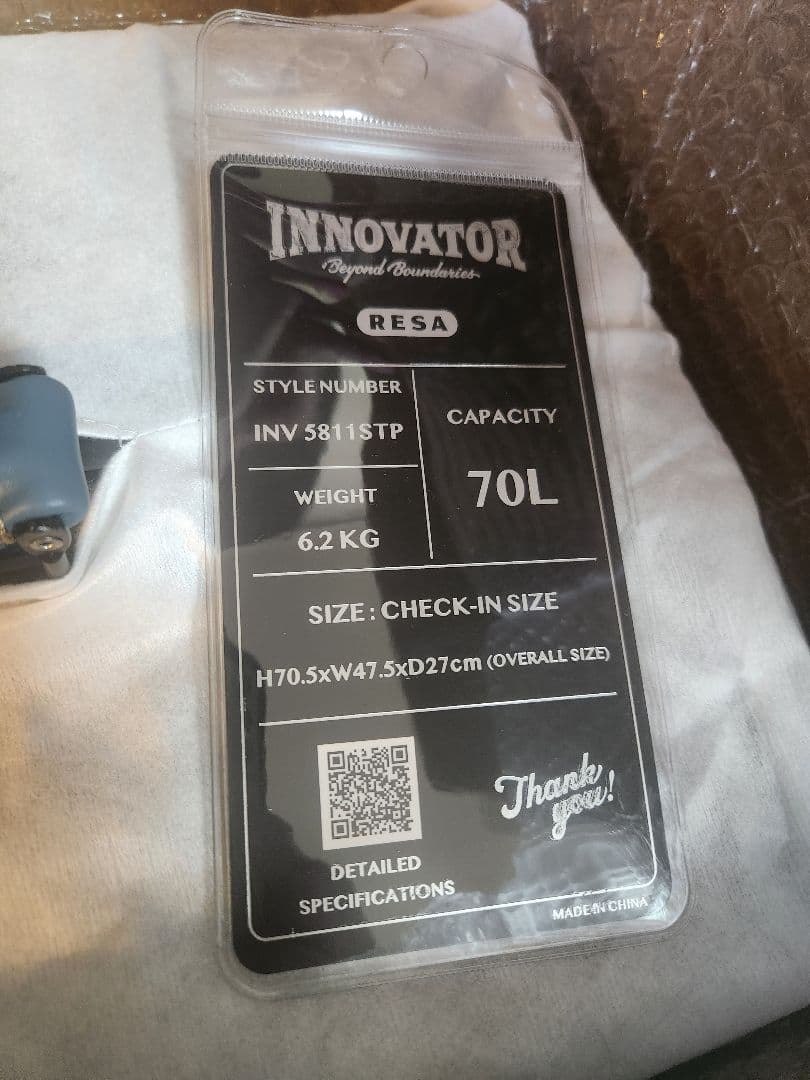 INNOVATOR
Beyond Boundaries
RESA
STYLE NUMBER
INV 5811STP
WEIGHT
6.2 KG
CAPACITY
70L
SIZE : CHECK-IN SIZE
H70.5xW47.5xD27cm (OVERALL SIZE)
DETAILED
SPECIFICATIONS
Thank
you!
MADE IN CHINA